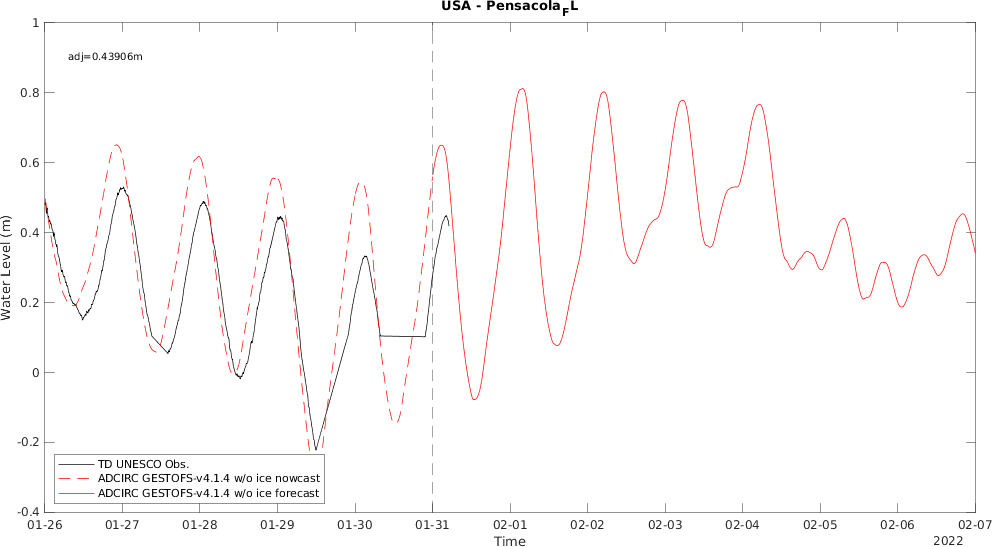 USA - Pensacola_FL
adj=0.43906m
Water Level (m)
1
0.8
0.6
0.4
0.2
0
-0.2
-0.4
TD UNESCO Obs.
ADCIRC GESTOFS-v4.1.4 w/o ice nowcast
ADCIRC GESTOFS-v4.1.4 w/o ice forecast
01-26 01-27 01-28 01-29 01-30 01-31 02-01 02-02 02-03 02-04 02-05 02-06 02-07
Time
2022